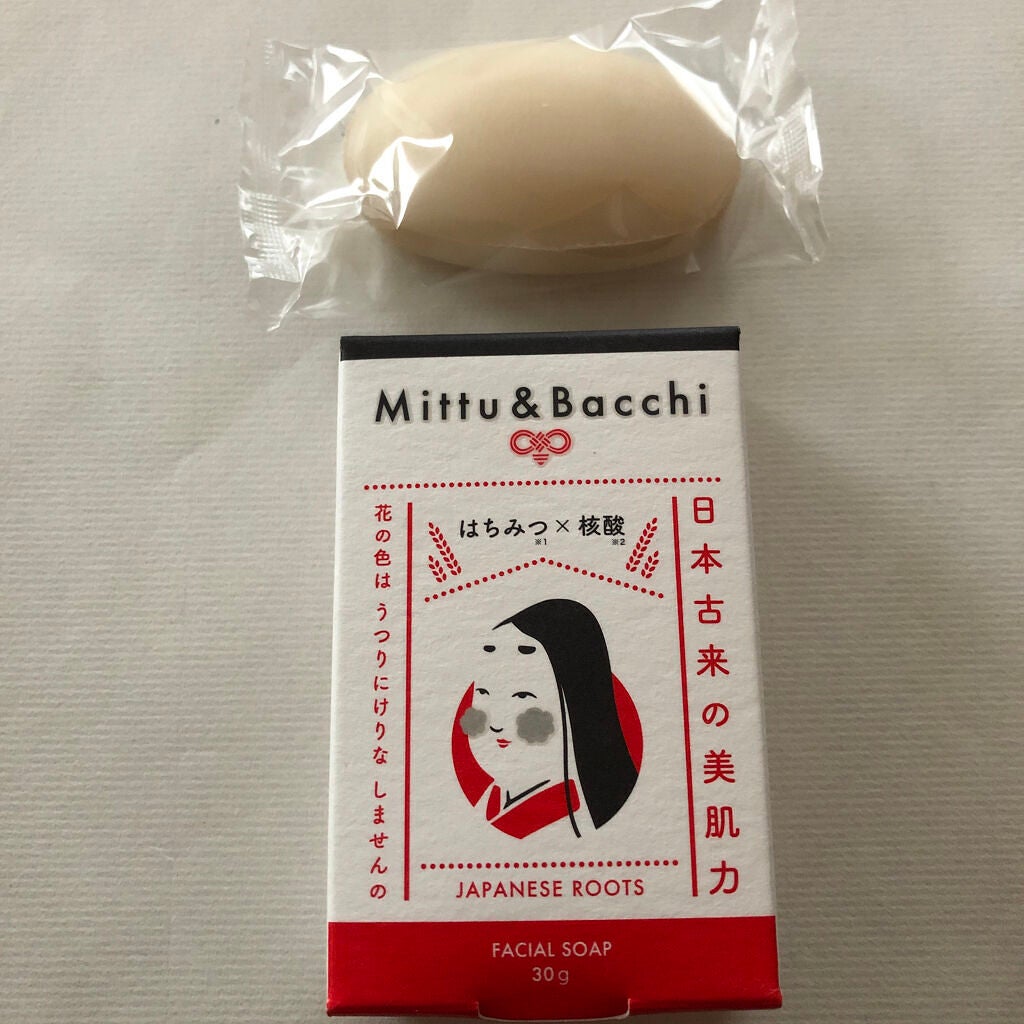 Mittu & Bacchi
はちみつ×核酸
※1 ※2
日本古来の美肌力
花の色は うつりにけりな しませんの
JAPANESE ROOTS
FACIAL SOAP
30g